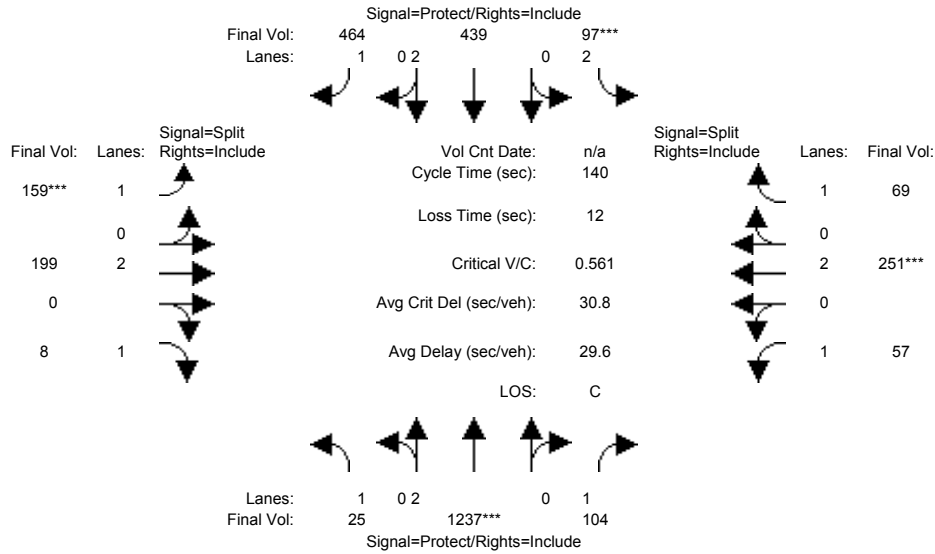 Signal=Protect/Rights=Include
Final Vol: 464 439 97***
Lanes: 1 0 2 0 2
Signal=Split Signal=Split
Final Vol: Lanes: Rights=Include Vol Cnt Date: n/a Rights=Include Lanes: Final Vol:
Cycle Time (sec): 140
159*** 1 1 69
Loss Time (sec): 12
0 0
199 2 Critical V/C: 0.561 2 251***
0 0 Avg Crit Del (sec/veh): 30.8 0
8 1 Avg Delay (sec/veh): 29.6 1 57
LOS: C
Lanes: 1 0 2 0 1
Final Vol: 25 1237*** 104
Signal=Protect/Rights=Include